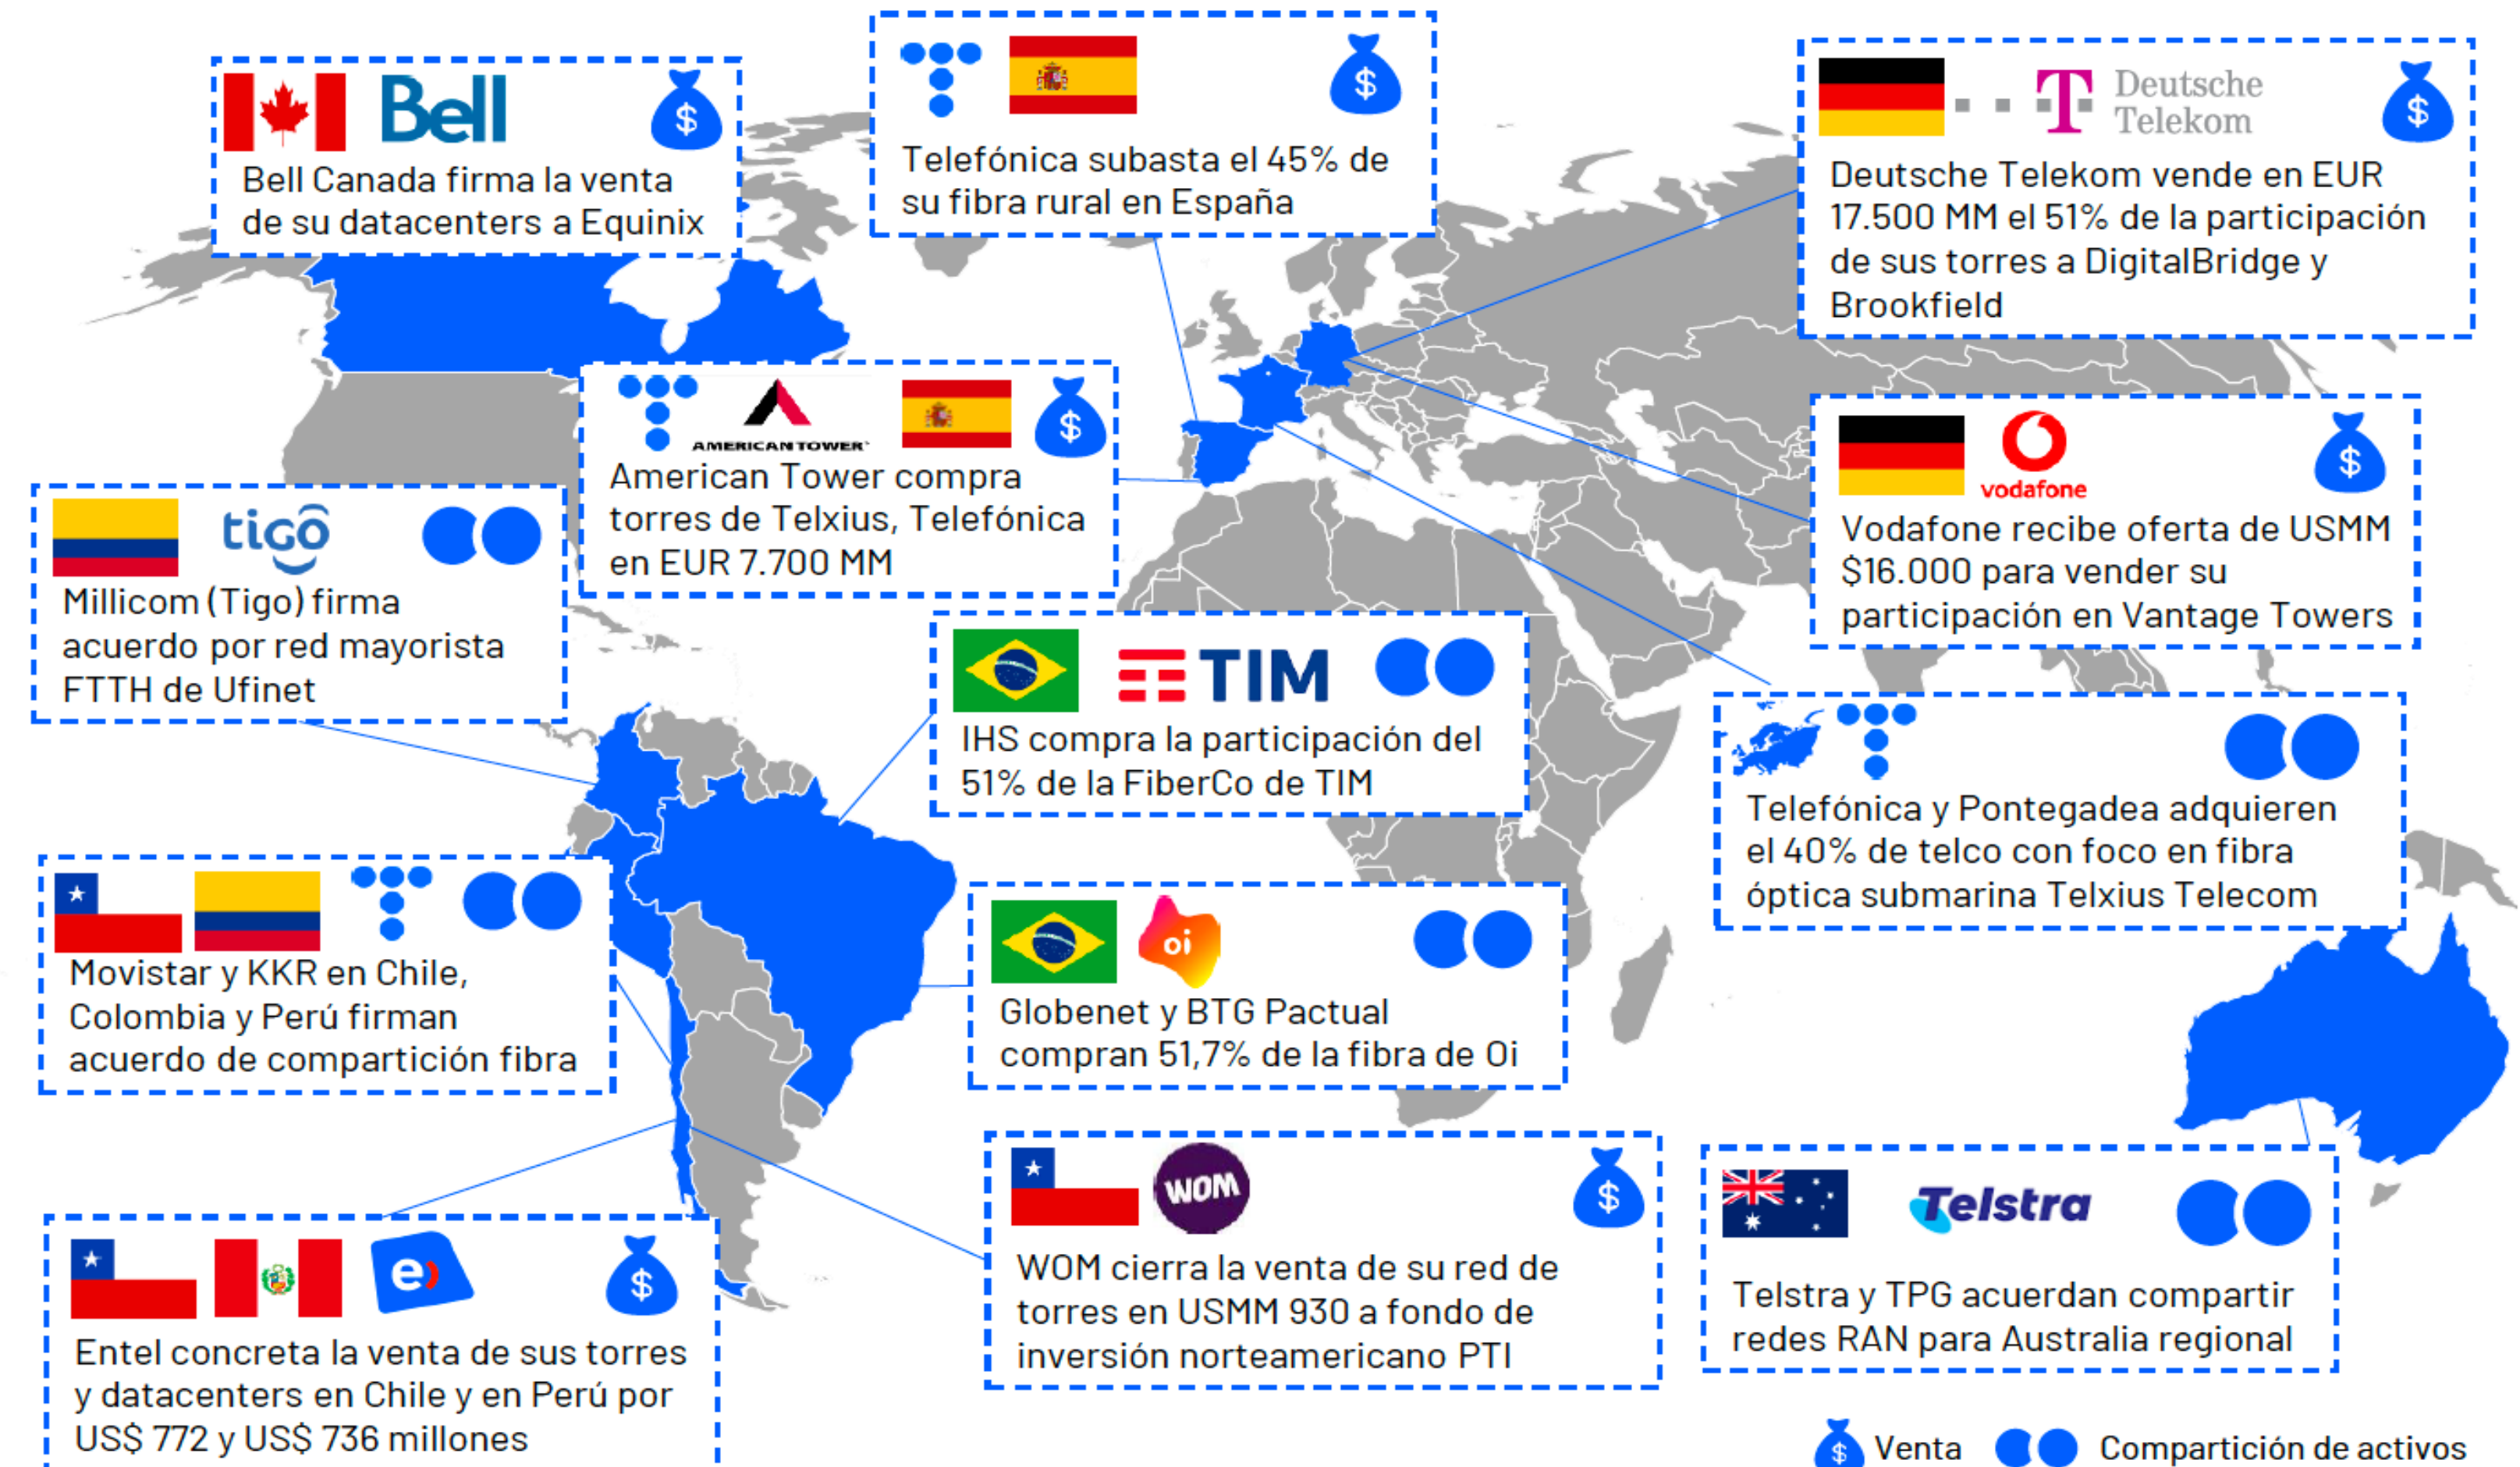 Bell
Bell Canada firma la venta
de su datacenters a Equinix
Telefónica subasta el 45% de
su fibra rural en España
Deutsche
Telekom
Deutsche Telekom vende en EUR
17.500 MM el 51% de la participación
de sus torres a DigitalBridge y
Brookfield
AMERICAN TOWER
American Tower compra
torres de Telxius, Telefónica
en EUR 7.700 MM
vodafone
Vodafone recibe oferta de USMM
$16.000 para vender su
participación en Vantage Towers
tigo
Millicom (Tigo) firma
acuerdo por red mayorista
FTTH de Ufinet
TIM
IHS compra la participación del
51% de la FiberCo de TIM
Telefónica y Pontegadea adquieren
el 40% de telco con foco en fibra
óptica submarina Telxius Telecom
Movistar y KKR en Chile,
Colombia y Perú firman
acuerdo de compartición fibra
oi
Globenet y BTG Pactual
compran 51,7% de la fibra de Oi
WOM
WOM cierra la venta de su red de
torres en USMM 930 a fondo de
inversión norteamericano PTI
Telstra
Telstra y TPG acuerdan compartir
redes RAN para Australia regional
e)
Entel concreta la venta de sus torres
y datacenters en Chile y en Perú por
US$ 772 y US$ 736 millones
$ Venta Compartición de activos